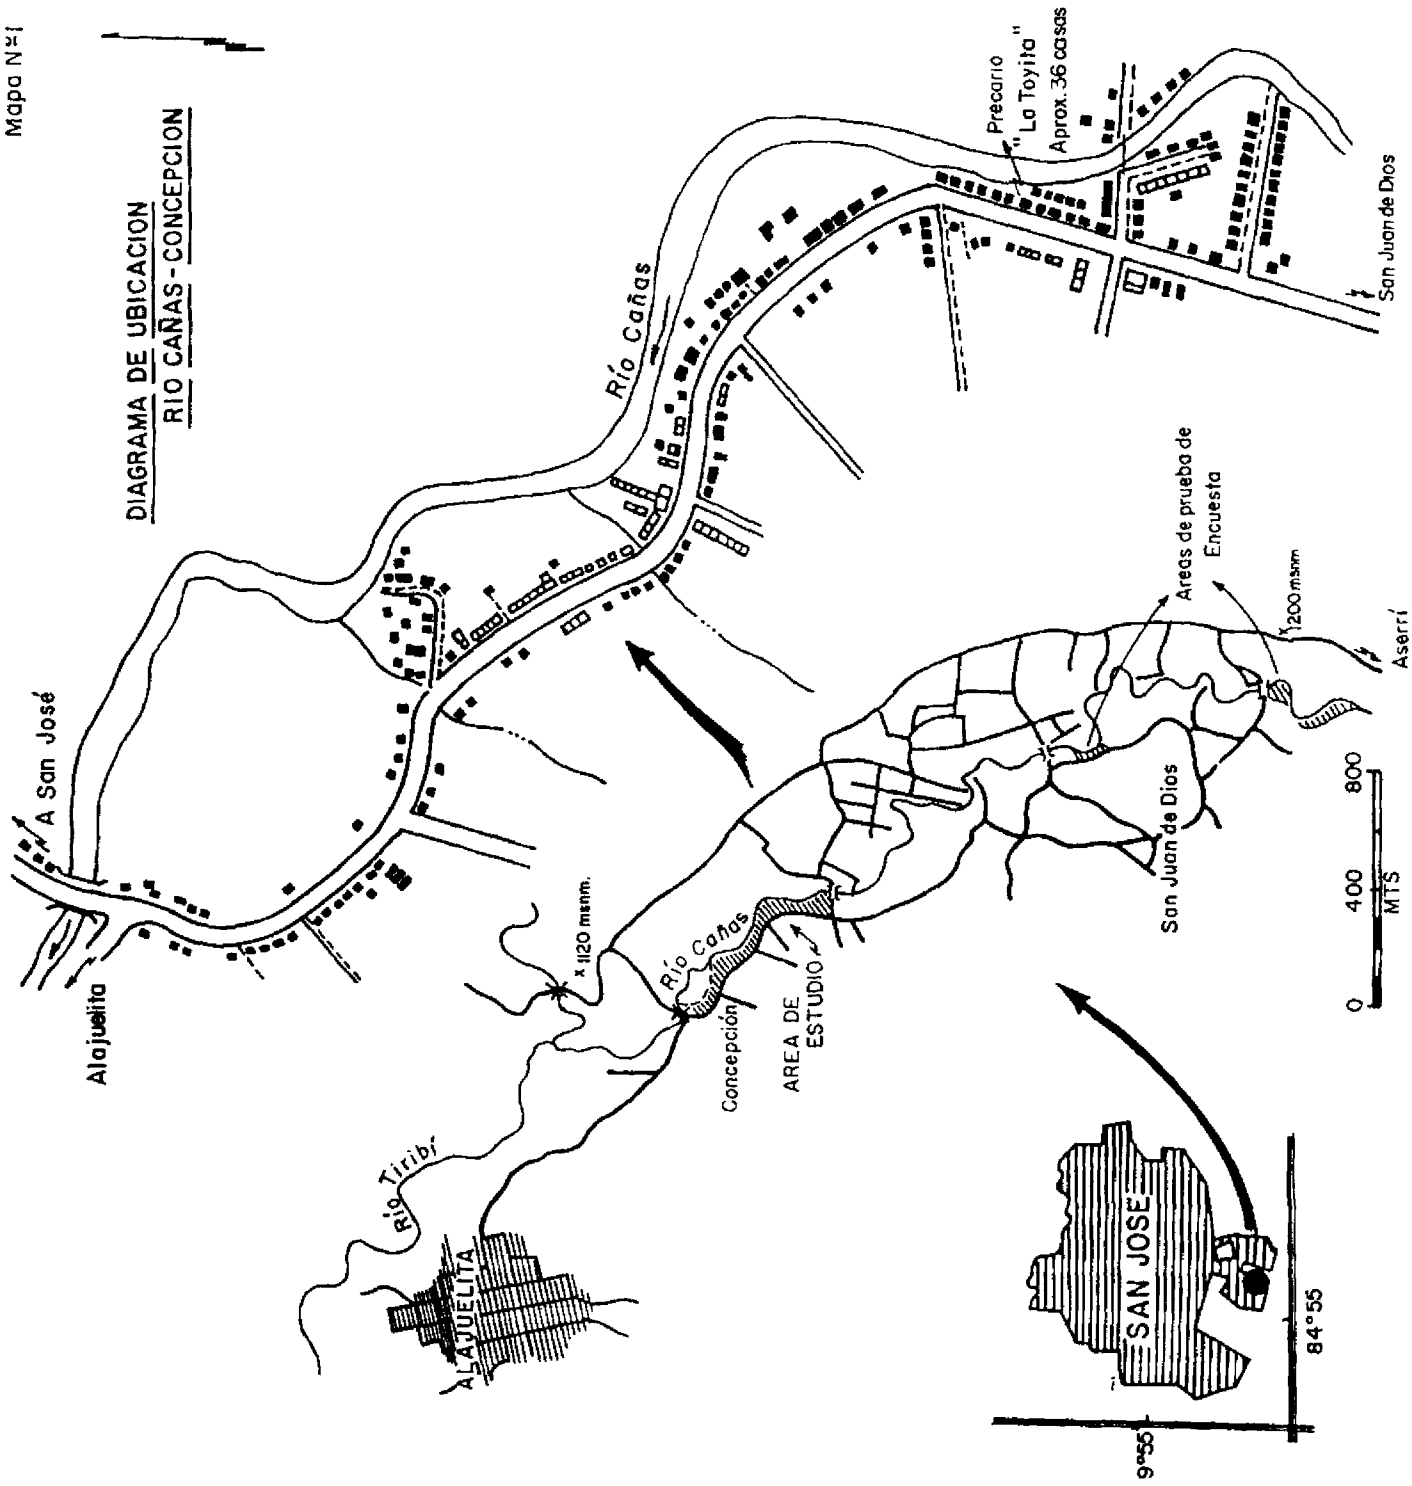 Mapa Nº1
DIAGRAMA DE UBICACION
RIO CAÑAS-CONCEPCION
A San José
Alajuelita
Río Cañas
Precario
"La Toyita"
Aprox. 36 casas
San Juan de Dios
Río Tiribí
ALAJUELITA
x 1120 msnm.
Río Cañas
Concepción
AREA DE
ESTUDIO
San Juan de Dios
Areas de prueba de
Encuesta
x 1200 msnm
Aserrí
0 400 800
MTS
SAN JOSE
9°55
84°55